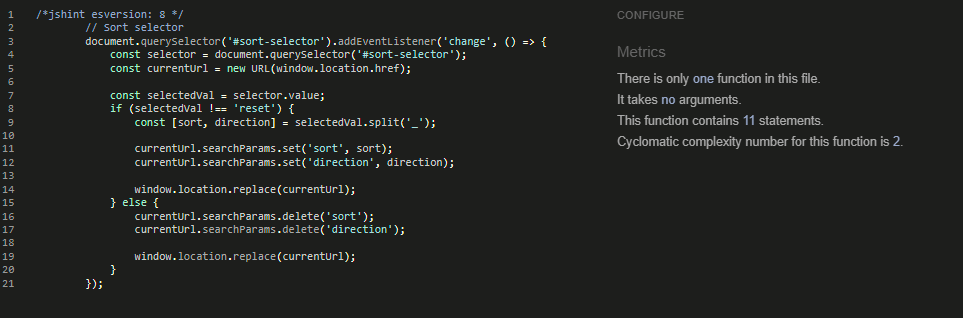 1 /*jshint esversion: 8 */
2 // Sort selector
3 document.querySelector('#sort-selector').addEventListener('change', () => {
4 const selector = document.querySelector('#sort-selector');
5 const currentUrl = new URL(window.location.href);
6
7 const selectedVal = selector.value;
8 if (selectedVal !== 'reset') {
9 const [sort, direction] = selectedVal.split('_');
10
11 currentUrl.searchParams.set('sort', sort);
12 currentUrl.searchParams.set('direction', direction);
13
14 window.location.replace(currentUrl);
15 } else {
16 currentUrl.searchParams.delete('sort');
17 currentUrl.searchParams.delete('direction');
18
19 window.location.replace(currentUrl);
20 }
21 });
CONFIGURE
Metrics
There is only one function in this file.
It takes no arguments.
This function contains 11 statements.
Cyclomatic complexity number for this function is 2.